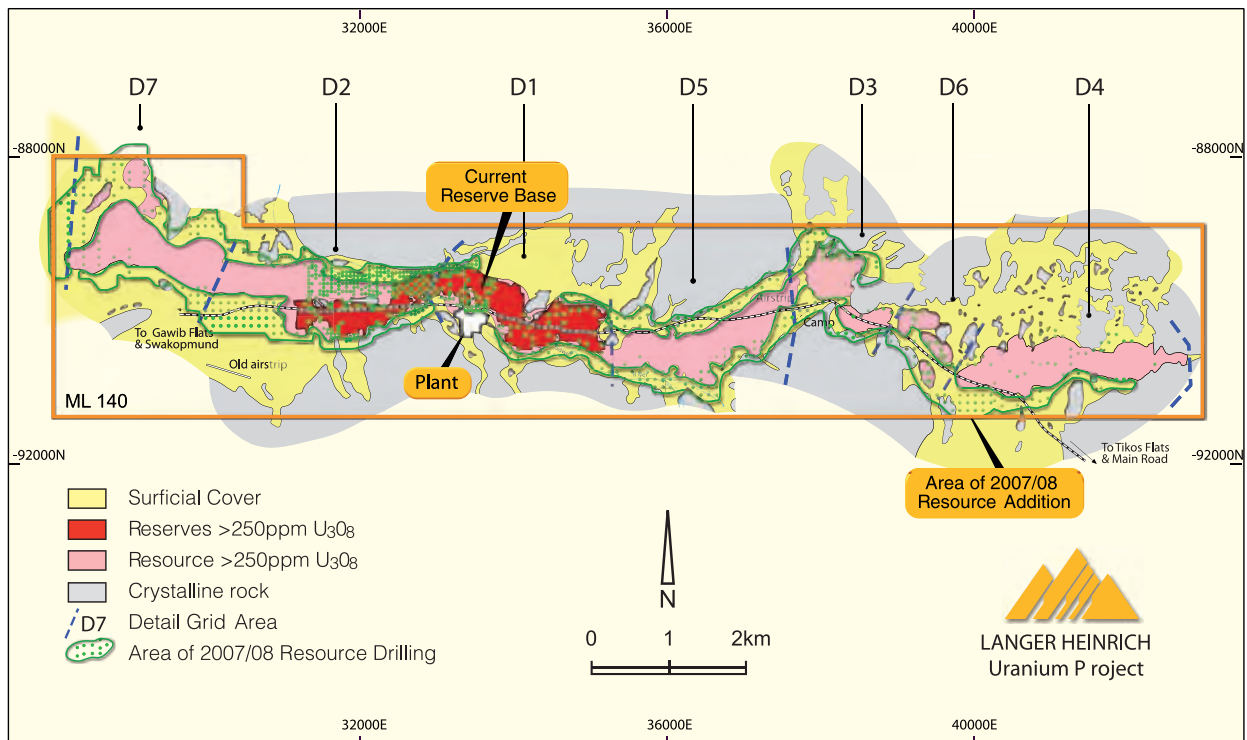 32000E
36000E
40000E
D7
D2
D1
D5
D3
D6
D4
-88000N
-88000N
Current
Reserve Base
Airstrip
Camp
To Gawib Flats
& Swakopmund
Old airstrip
Plant
ML 140
-92000N
-92000N
To Tikos Flats
& Main Road
Area of 2007/08
Resource Addition
Surficial Cover
Reserves >250ppm U3O8
Resource >250ppm U3O8
Crystalline rock
D7 Detail Grid Area
Area of 2007/08 Resource Drilling
N
0 1 2km
LANGER HEINRICH
Uranium P roject
32000E
36000E
40000E